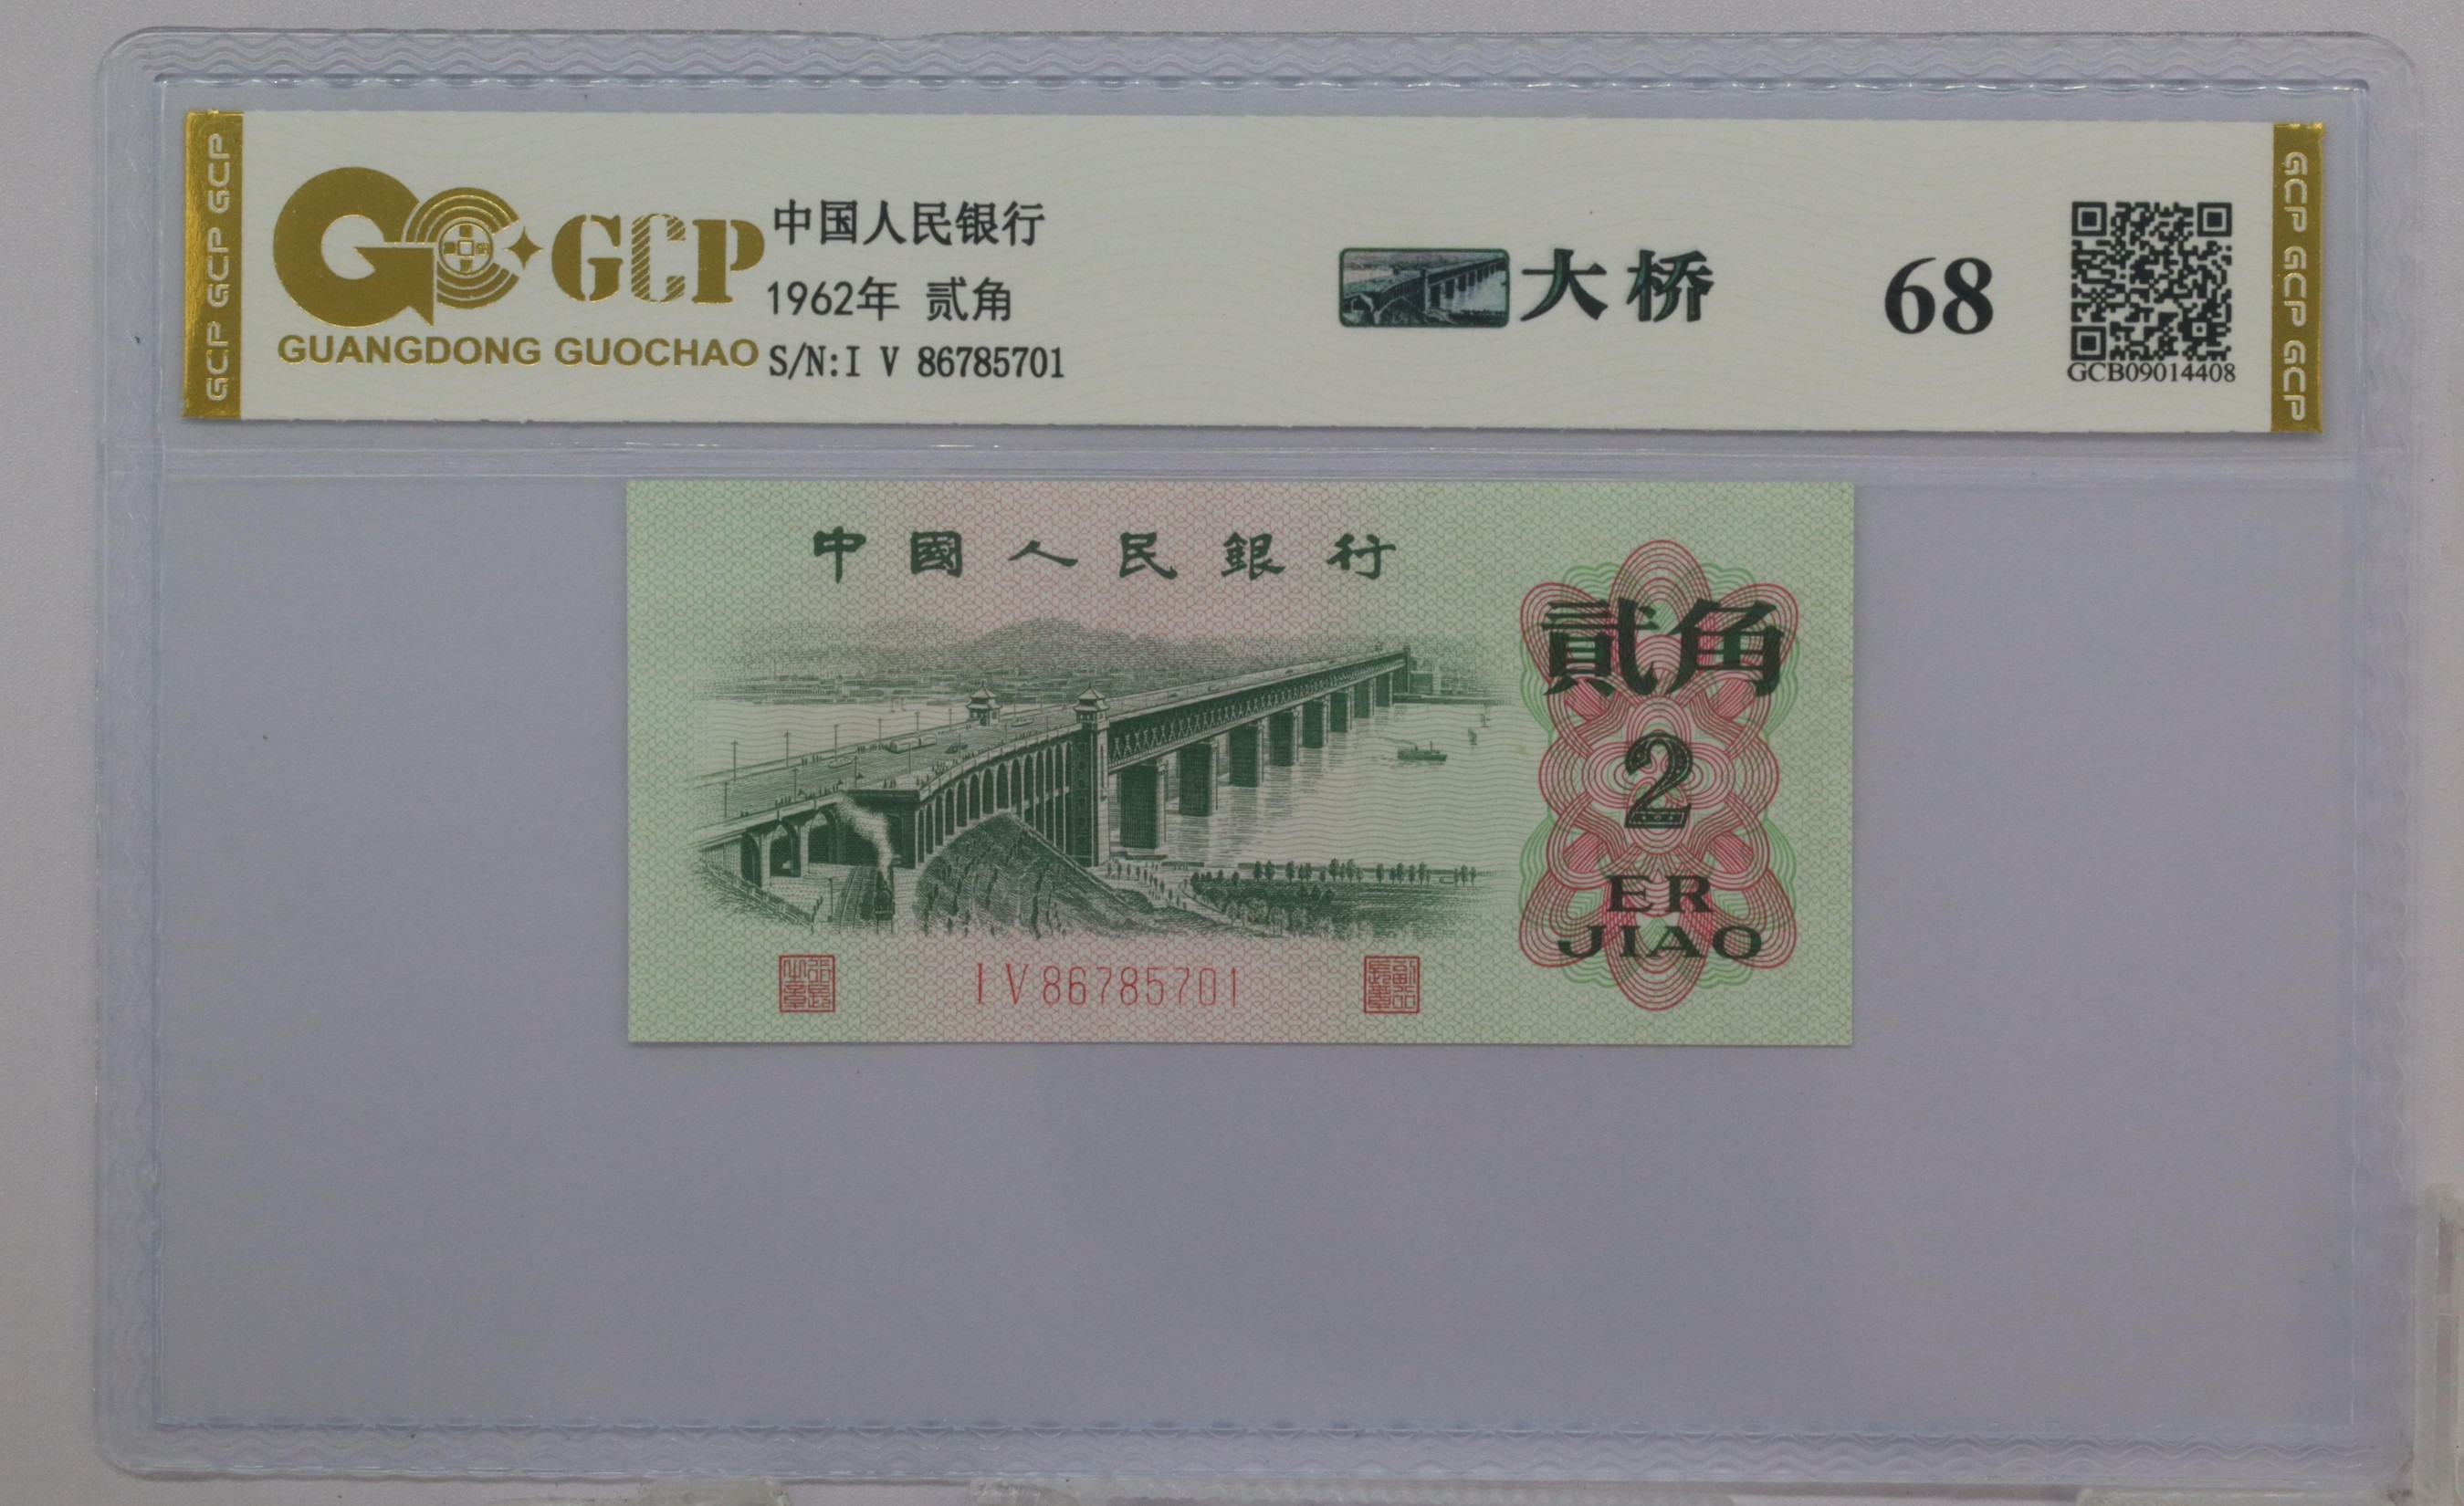 GCP GCP GCP
GCP
GUANGDONG GUOCHAO
中国人民银行
1962年 贰角
S/N:I V 86785701
大桥
68
GCB09014408
GCP GCP GCP
中國人民銀行
貳角
2
ER
JIAO
I V 86785701